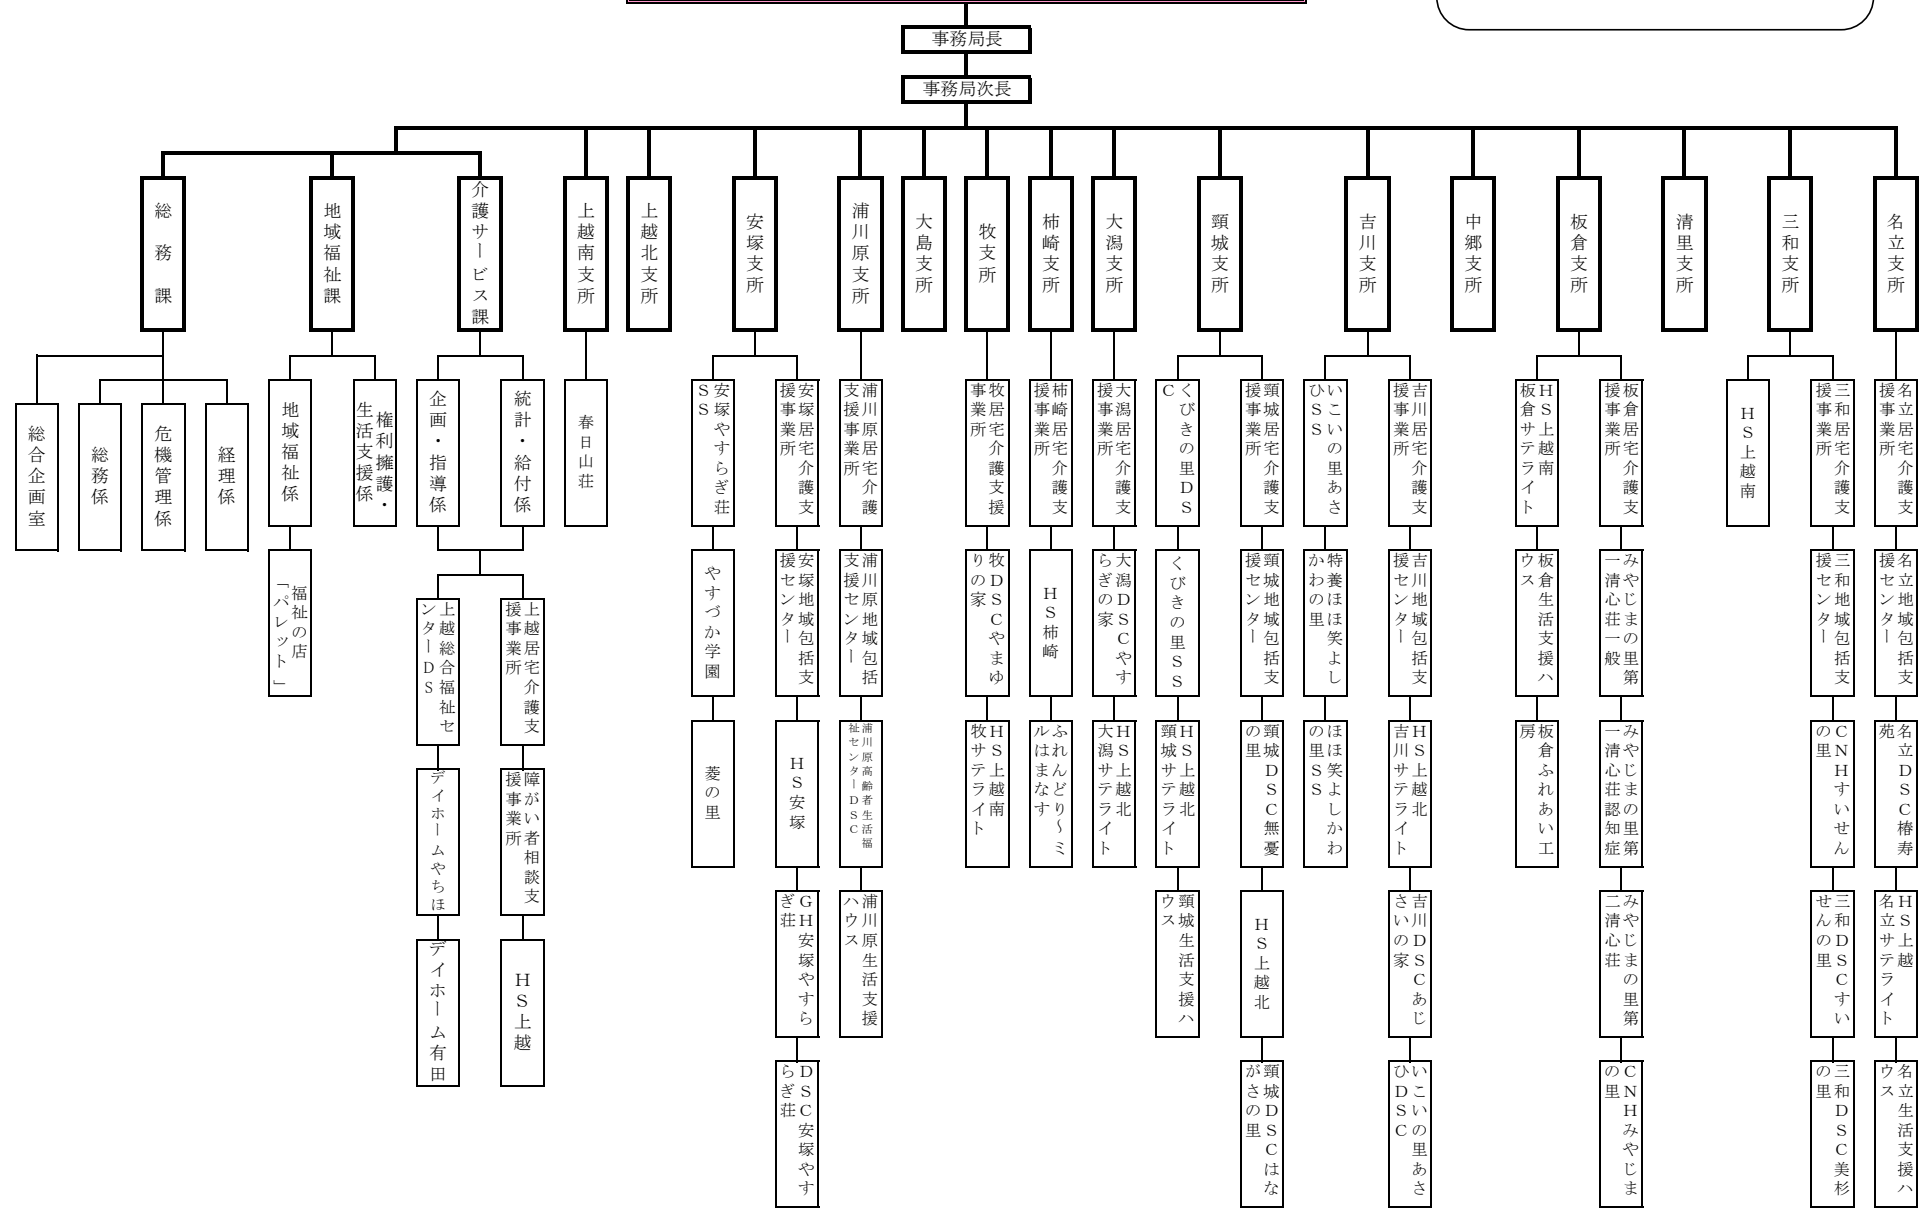 事務局長
事務局次長
総務課
地域福祉課
介護サービス課
上越南支所
上越北支所
安塚支所
浦川原支所
大島支所
牧支所
柿崎支所
大潟支所
頸城支所
吉川支所
中郷支所
板倉支所
清里支所
三和支所
名立支所
総合企画室
総務係
危機管理係
経理係
地域福祉係
権利擁護・
生活支援係
福祉の店
「パレット」
企画・指導係
統計・給付係
上越総合福祉セ
ンターDS
デイホームやちほ
デイホーム有田
上越居宅介護支
援事業所
障がい者相談支
援事業所
HS上越
春日山荘
安塚やすらぎ荘
SS
やすづか学園
菱の里
安塚居宅介護支
援事業所
安塚地域包括支
援センター
HS安塚
GH安塚やすら
ぎ荘
DSC安塚やす
らぎ荘
浦川原居宅介護
支援事業所
浦川原地域包括
支援センター
浦川原高齢者生活福
祉センターDSC
浦川原生活支援
ハウス
牧居宅介護支援
事業所
牧DSCやまゆ
りの家
HS上越南
牧サテライト
柿崎居宅介護支
援事業所
HS柿崎
ふれんどり～ミ
ルはまなす
大潟居宅介護支
援事業所
大潟DSCやす
らぎの家
HS上越北
大潟サテライト
くびきの里DS
C
くびきの里SS
HS上越北
頸城サテライト
頸城生活支援ハ
ウス
頸城居宅介護支
援事業所
頸城地域包括支
援センター
頸城DSC無憂
の里
HS上越北
頸城DSCはな
がさの里
いこいの里あさ
ひSS
特養ほほ笑よし
かわの里
ほほ笑よしかわ
の里SS
吉川居宅介護支
援事業所
吉川地域包括支
援センター
HS上越北
吉川サテライト
吉川DSCあじ
さいの家
いこいの里あさ
ひDSC
HS上越南
板倉サテライト
板倉生活支援ハ
ウス
板倉ふれあい工
房
板倉居宅介護支
援事業所
みやじまの里第
一清心荘一般
みやじまの里第
一清心荘認知症
みやじまの里第
二清心荘
CNHみやじま
の里
HS上越南
三和居宅介護支
援事業所
三和地域包括支
援センター
CNHすいせん
の里
三和DSCすい
せんの里
三和DSC美杉
の里
名立居宅介護支
援事業所
名立地域包括支
援センター
名立DSC椿寿
苑
HS上越
名立サテライト
名立生活支援ハ
ウス